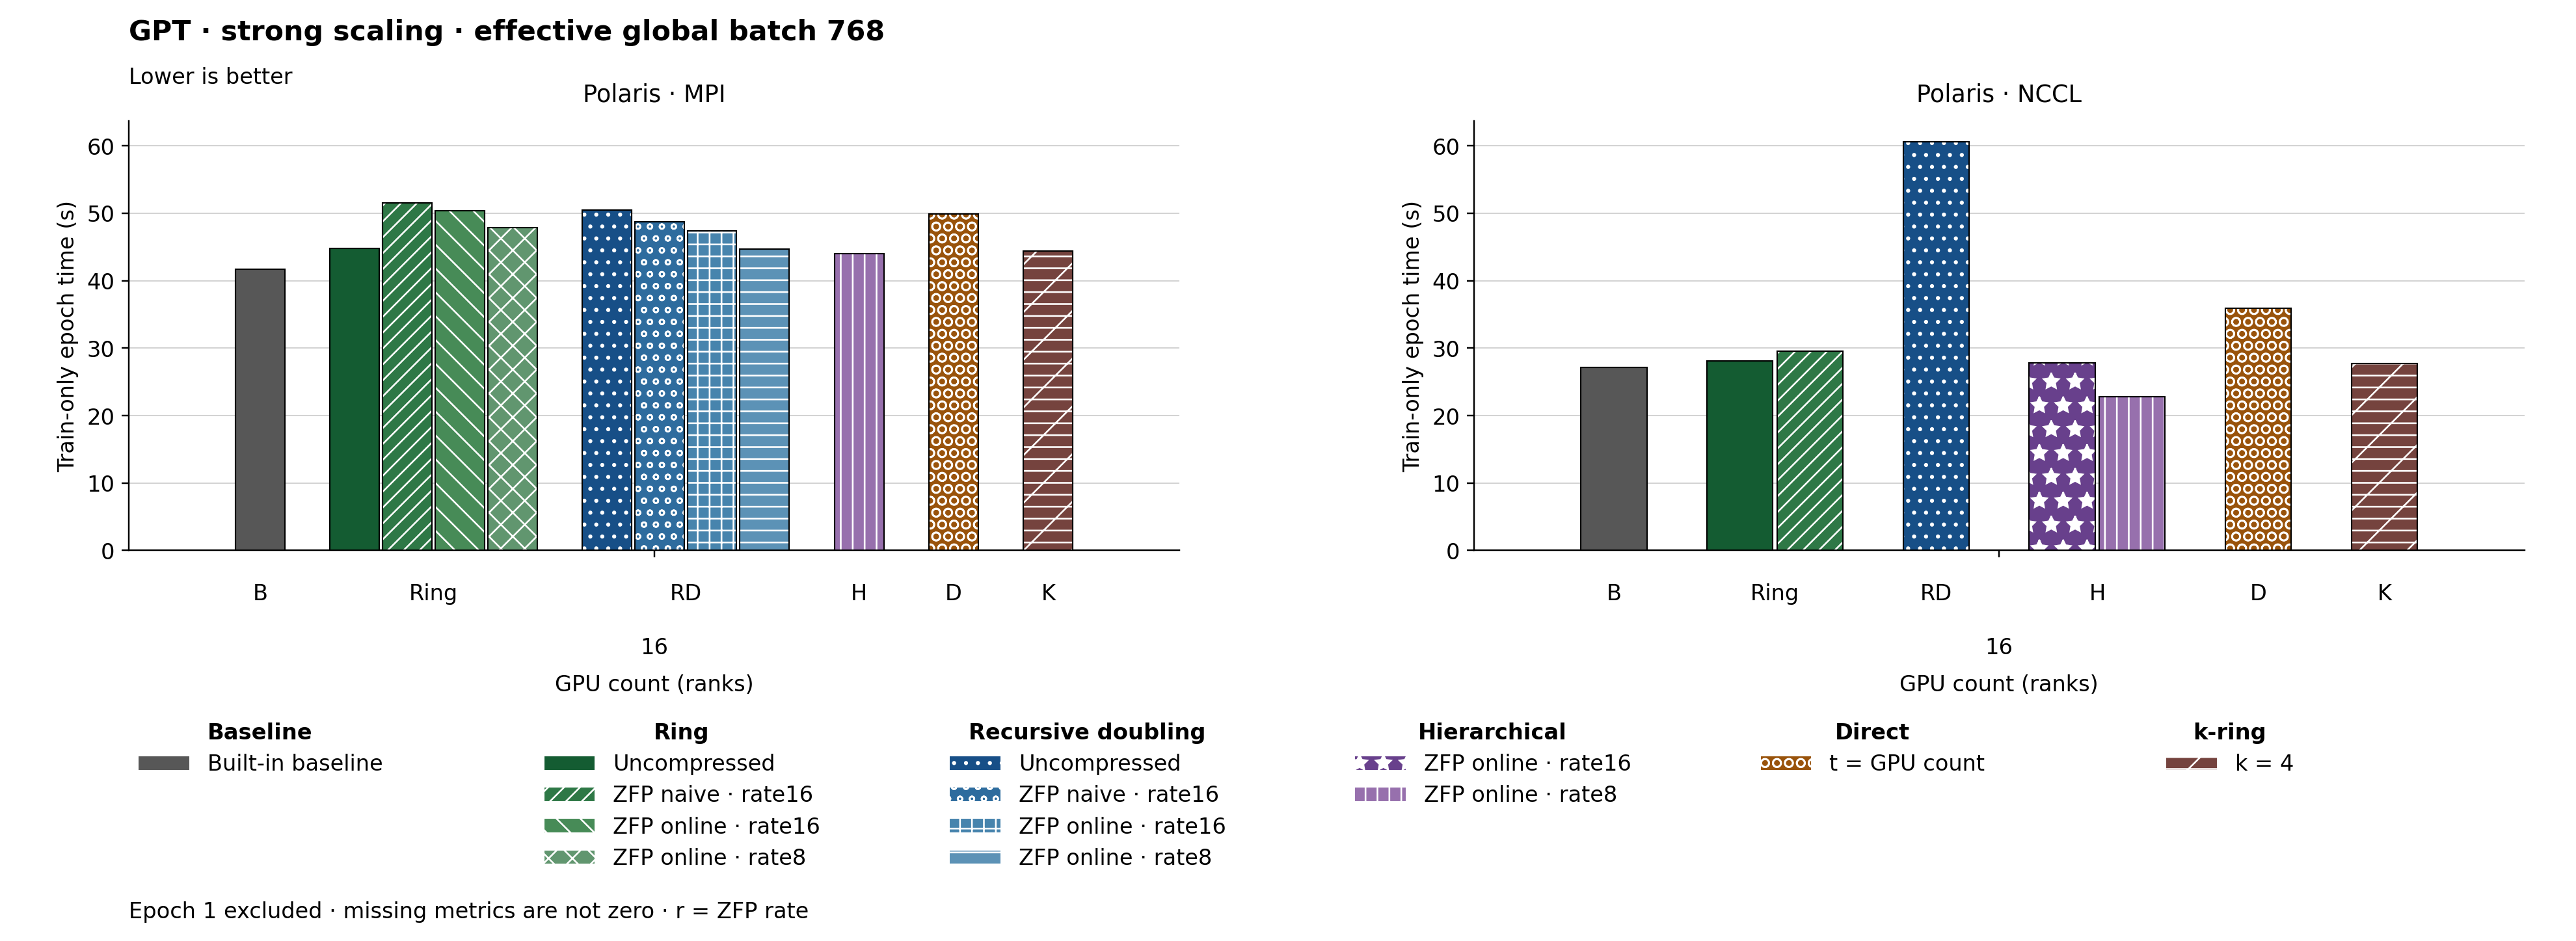 GPT · strong scaling · effective global batch 768
Lower is better
Polaris · MPI
Train-only epoch time (s)
60
50
40
30
20
10
0
B Ring RD H D K
16
GPU count (ranks)
Polaris · NCCL
Train-only epoch time (s)
60
50
40
30
20
10
0
B Ring RD H D K
16
GPU count (ranks)
Baseline
Built-in baseline
Ring
Uncompressed
ZFP naive · rate16
ZFP online · rate16
ZFP online · rate8
Recursive doubling
Uncompressed
ZFP naive · rate16
ZFP online · rate16
ZFP online · rate8
Hierarchical
ZFP online · rate16
ZFP online · rate8
Direct
t = GPU count
k-ring
k = 4
Epoch 1 excluded · missing metrics are not zero · r = ZFP rate